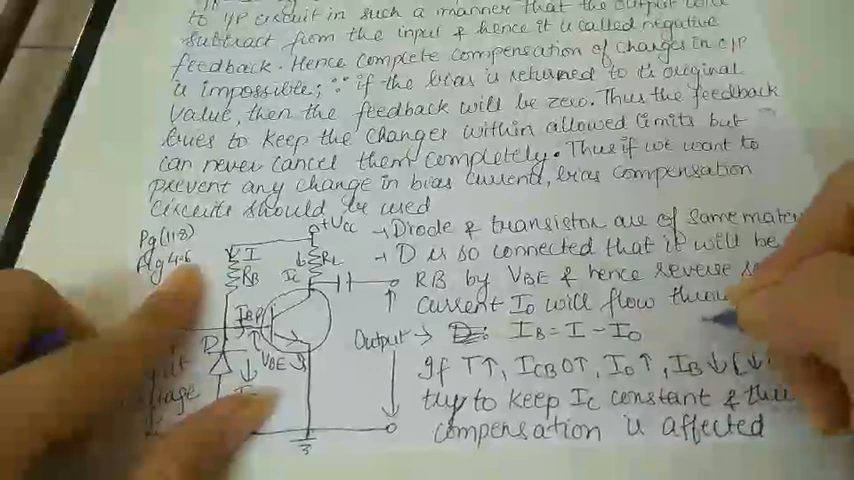 to I/P circuit in such a manner that the output
subtract from the input & hence it is called negative
feedback. Hence complete compensation of changes in O/P
is impossible; ∵ if the bias is returned to its original
value, then the feedback will be zero. Thus the feedback
tries to keep the changes within allowed limits but
can never cancel them completely. Thus if we want to
prevent any change in bias current, bias compensation
circuits should be used
Pg(118)
Fig 4.6
+Vcc
I
RB
RL
IC
IB
D
VBE
Output →
→ Diode & transistor are of same
→ D is so connected that it will be
RB by VBE & hence reverse
current Io will flow
IB = I - Io
If T↑, ICBO↑, Io↑, IB↓
try to keep Ic constant &
compensation is affected